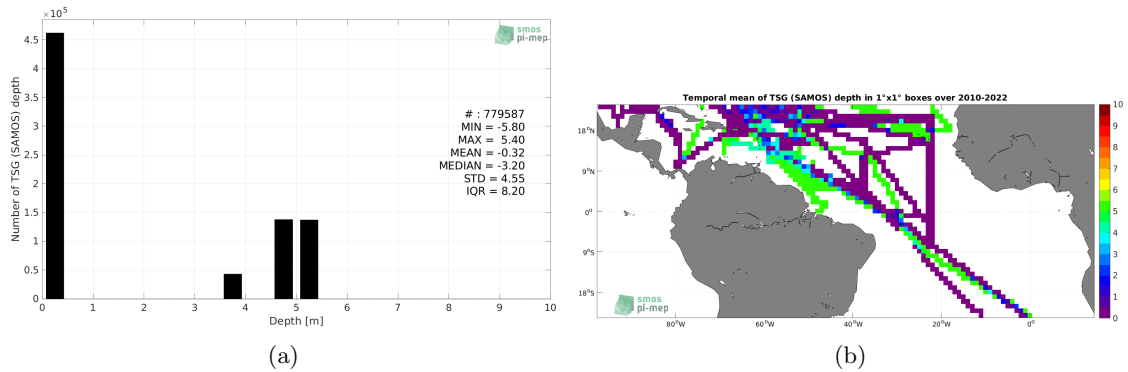 ×10⁵
4.5
4
3.5
3
2.5
2
1.5
1
0.5
0
Number of TSG (SAMOS) depth
smos
pi-mep
# : 779587
MIN = -5.80
MAX = 5.40
MEAN = -0.32
MEDIAN = -3.20
STD = 4.55
IQR = 8.20
0 1 2 3 4 5 6 7 8 9 10
Depth [m]
(a)
Temporal mean of TSG (SAMOS) depth in 1°x1° boxes over 2010-2022
18°N
9°N
0°
9°S
18°S
smos
pi-mep
80°W 60°W 40°W 20°W 0°
10
9
8
7
6
5
4
3
2
1
0
(b)